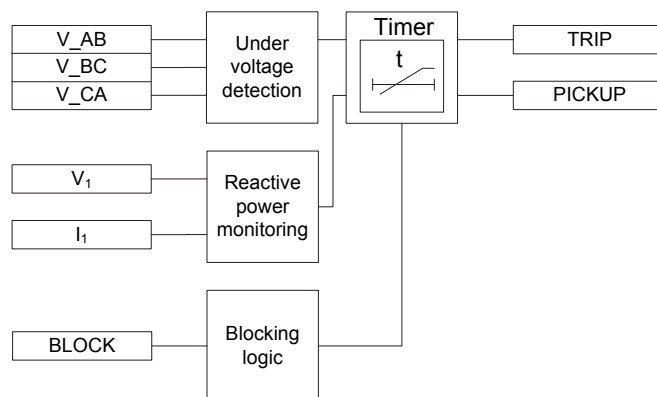 V_AB
V_BC
V_CA
Under
voltage
detection
Timer
t
TRIP
PICKUP
V₁
I₁
Reactive
power
monitoring
BLOCK
Blocking
logic